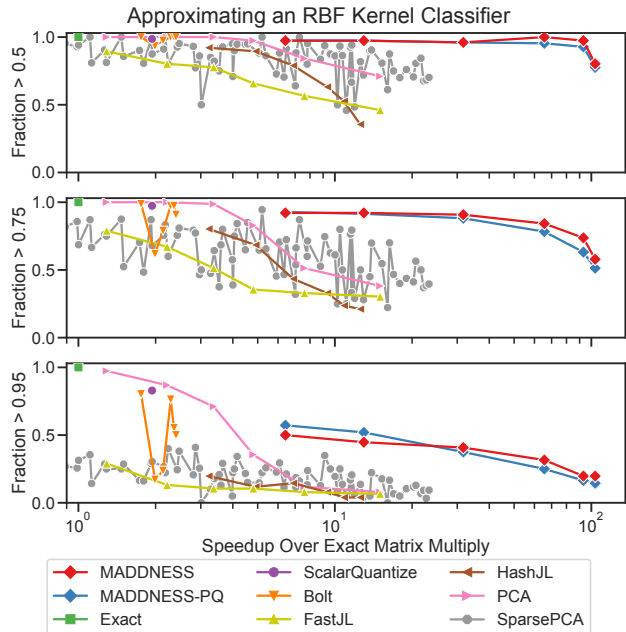 Approximating an RBF Kernel Classifier
Fraction > 0.5
1.0
0.5
0.0
Fraction > 0.75
1.0
0.5
0.0
Fraction > 0.95
1.0
0.5
0.0
10⁰ 10¹ 10²
Speedup Over Exact Matrix Multiply
MADDNESS ScalarQuantize HashJL
MADDNESS-PQ Bolt PCA
Exact FastJL SparsePCA